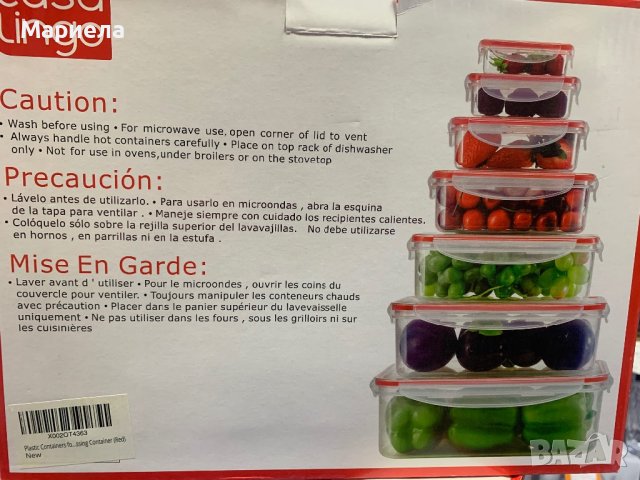 casa
lingo
Мариела
Caution:
• Wash before using • For microwave use, open corner of lid to vent
• Always handle hot containers carefully • Place on top rack of dishwasher
only • Not for use in ovens,under broilers or on the stovetop
Precaución:
• Lávelo antes de utilizarlo. • Para usarlo en microondas , abra la esquina
de la tapa para ventilar . • Maneje siempre con cuidado los recipientes calientes.
• Colóquelo sólo sobre la rejilla superior del lavavajillas. No debe utilizarse
en hornos , en parrillas ni en la estufa .
Mise En Garde:
• Laver avant d ' utiliser • Pour le microondes , ouvrir les coins du
couvercle pour ventiler. • Toujours manipuler les conteneurs chauds
avec précaution • Placer dans le panier supérieur du lavevaisselle
uniquement • Ne pas utiliser dans les fours , sous les grilloirs ni sur
les cuisinières
X002OT4363
Plastic Containers fo...ssing Container (Red)
New
BAZAR